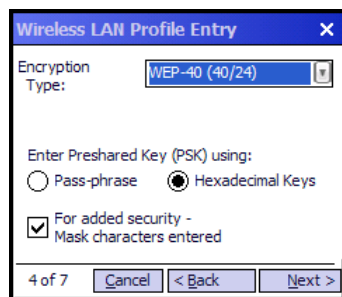 Wireless LAN Profile Entry X
Encryption WEP-40 (40/24)
Type:
Enter Preshared Key (PSK) using:
Pass-phrase Hexadecimal Keys
For added security -
Mask characters entered
4 of 7 Cancel < Back Next >